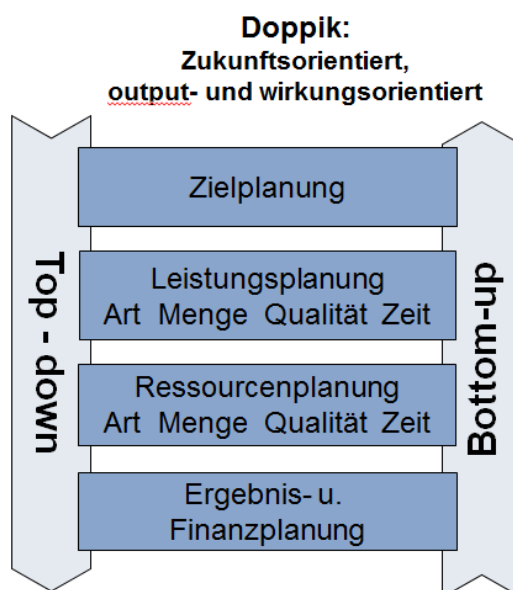 Doppik:
Zukunftsorientiert,
output- und wirkungsorientiert
Top - down
Zielplanung
Leistungsplanung
Art Menge Qualität Zeit
Ressourcenplanung
Art Menge Qualität Zeit
Ergebnis- u.
Finanzplanung
Bottom-up